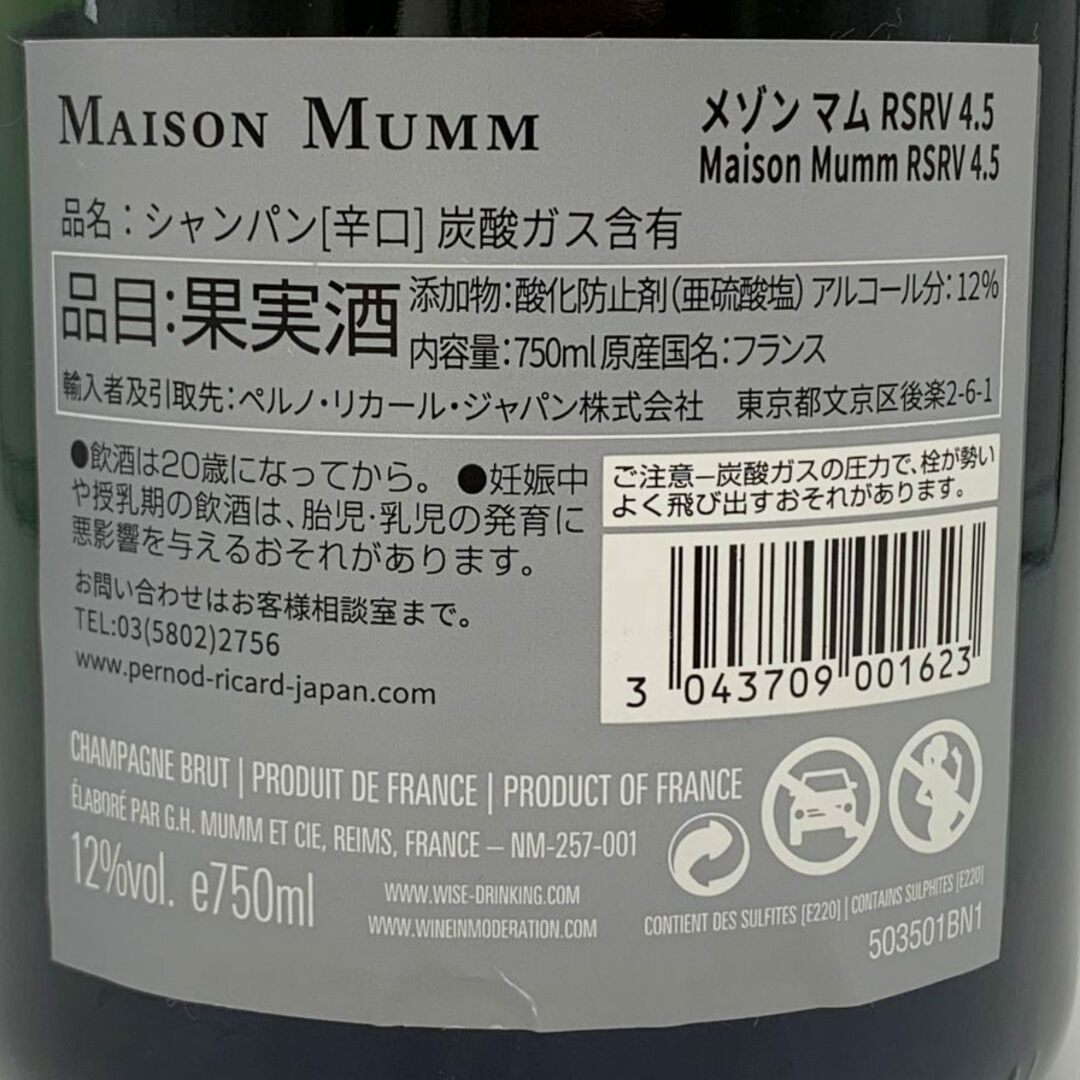 MAISON MUMM
メゾン マム RSRV 4.5
Maison Mumm RSRV 4.5
品名：シャンパン[辛口] 炭酸ガス含有
品目：果実酒
添加物：酸化防止剤（亜硫酸塩）アルコール分：12%
内容量：750ml 原産国名：フランス
輸入者及引取先：ペルノ・リカール・ジャパン株式会社　東京都文京区後楽2-6-1
●飲酒は20歳になってから。 ●妊娠中
や授乳期の飲酒は、胎児・乳児の発育に
悪影響を与えるおそれがあります。
お問い合わせはお客様相談室まで。
TEL:03(5802)2756
www.pernod-ricard-japan.com
ご注意－炭酸ガスの圧力で、栓が勢い
よく飛び出すおそれがあります。
3 043709 001623
CHAMPAGNE BRUT | PRODUIT DE FRANCE | PRODUCT OF FRANCE
ÉLABORÉ PAR G.H. MUMM ET CIE, REIMS, FRANCE – NM-257-001
12%vol. e750ml
WWW.WISE-DRINKING.COM
WWW.WINEINMODERATION.COM
CONTIENT DES SULFITES [E220] | CONTAINS SULPHITES [E220]
503501BN1